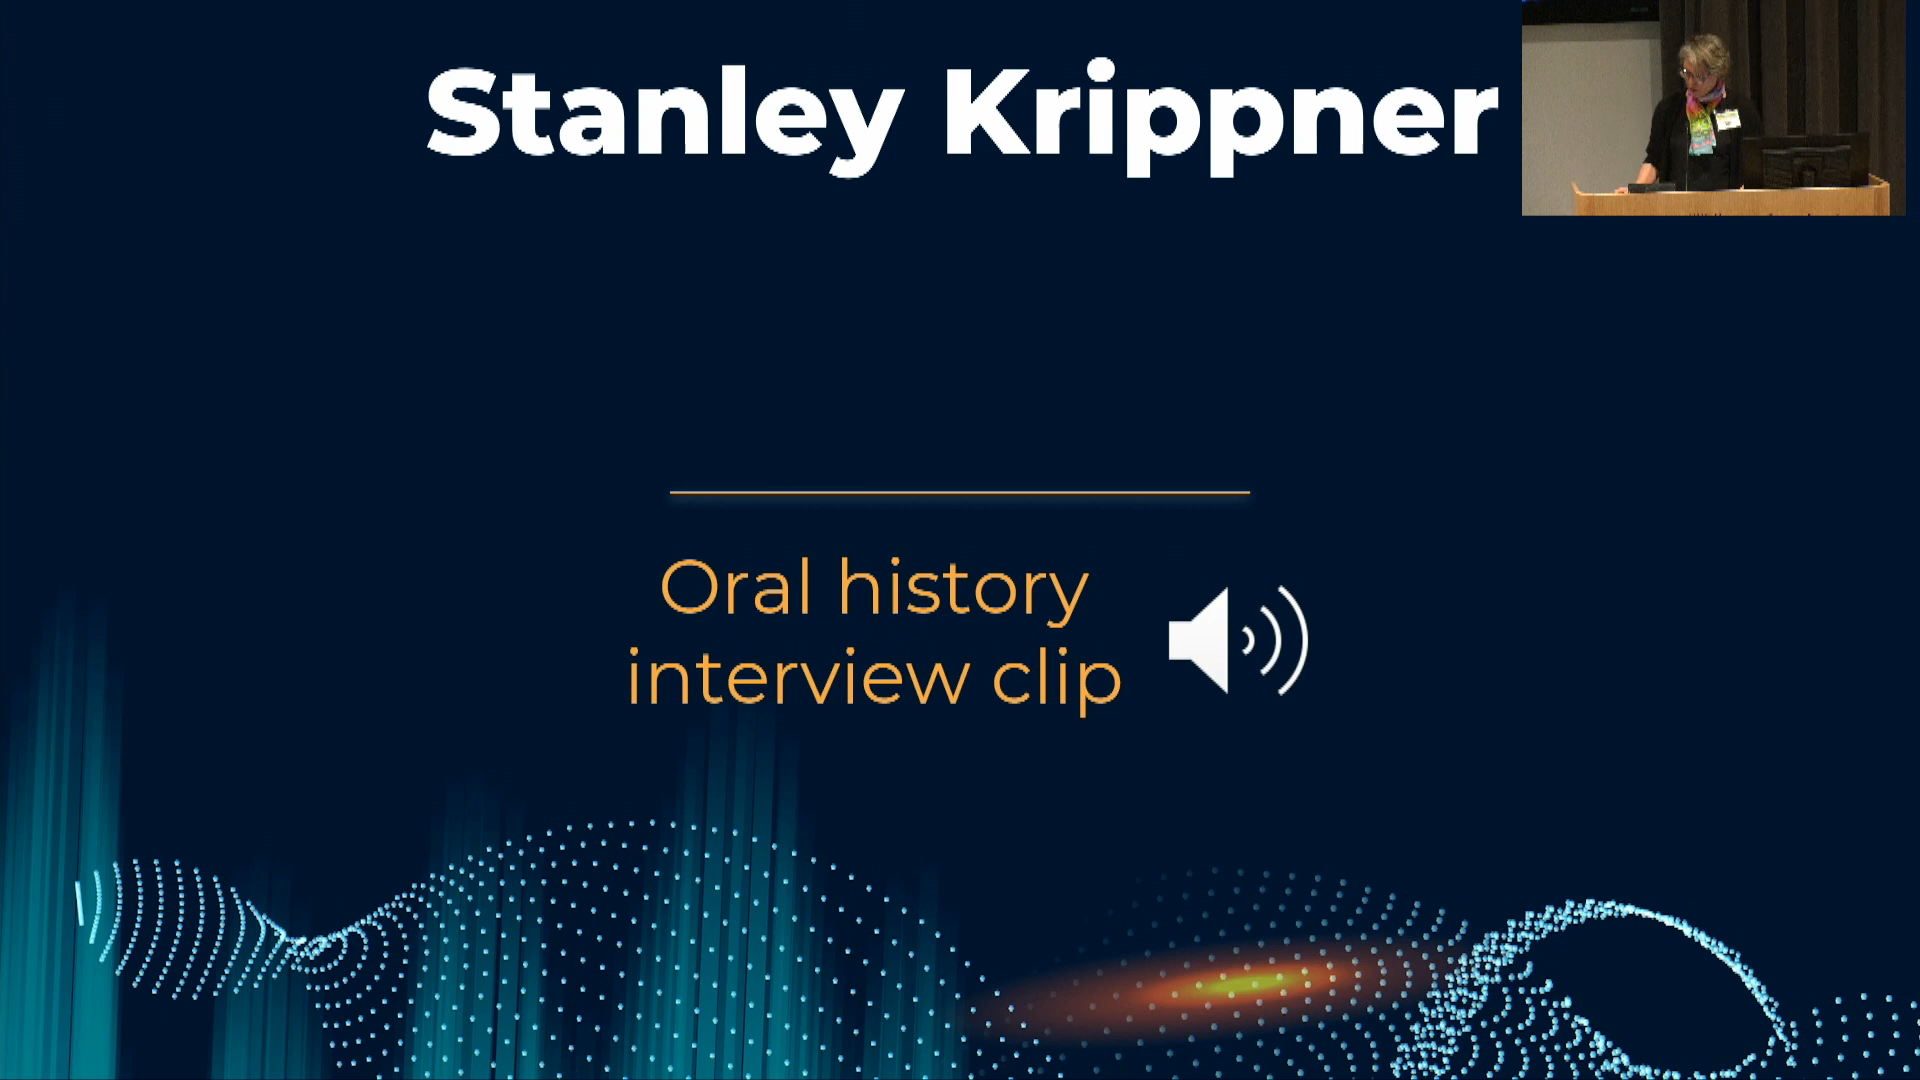 Stanley Krippner
Oral history
interview clip